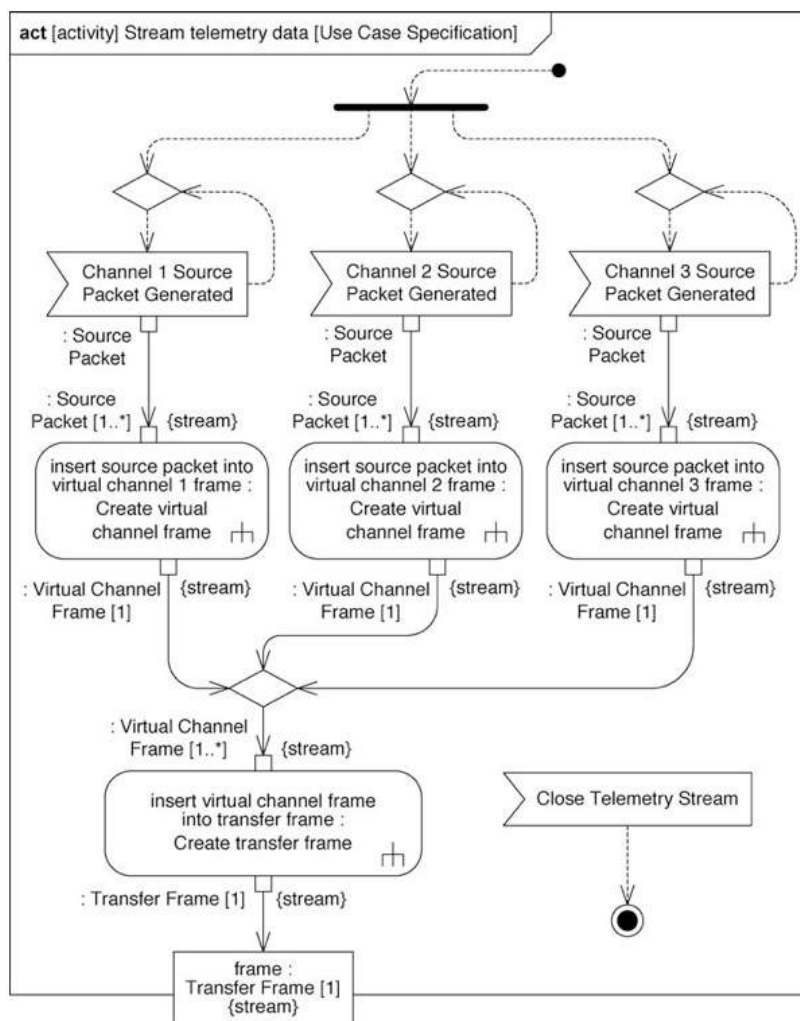 act [activity] Stream telemetry data [Use Case Specification]
Channel 1 Source
Packet Generated
Channel 2 Source
Packet Generated
Channel 3 Source
Packet Generated
: Source
Packet
: Source
Packet
: Source
Packet
: Source
Packet [1..*] {stream}
: Source
Packet [1..*] {stream}
: Source
Packet [1..*] {stream}
insert source packet into
virtual channel 1 frame :
Create virtual
channel frame
insert source packet into
virtual channel 2 frame :
Create virtual
channel frame
insert source packet into
virtual channel 3 frame :
Create virtual
channel frame
: Virtual Channel {stream}
Frame [1]
: Virtual Channel {stream}
Frame [1]
: Virtual Channel {stream}
Frame [1]
: Virtual Channel
Frame [1..*] {stream}
insert virtual channel frame
into transfer frame :
Create transfer frame
Close Telemetry Stream
: Transfer Frame [1] {stream}
frame :
Transfer Frame [1]
{stream}